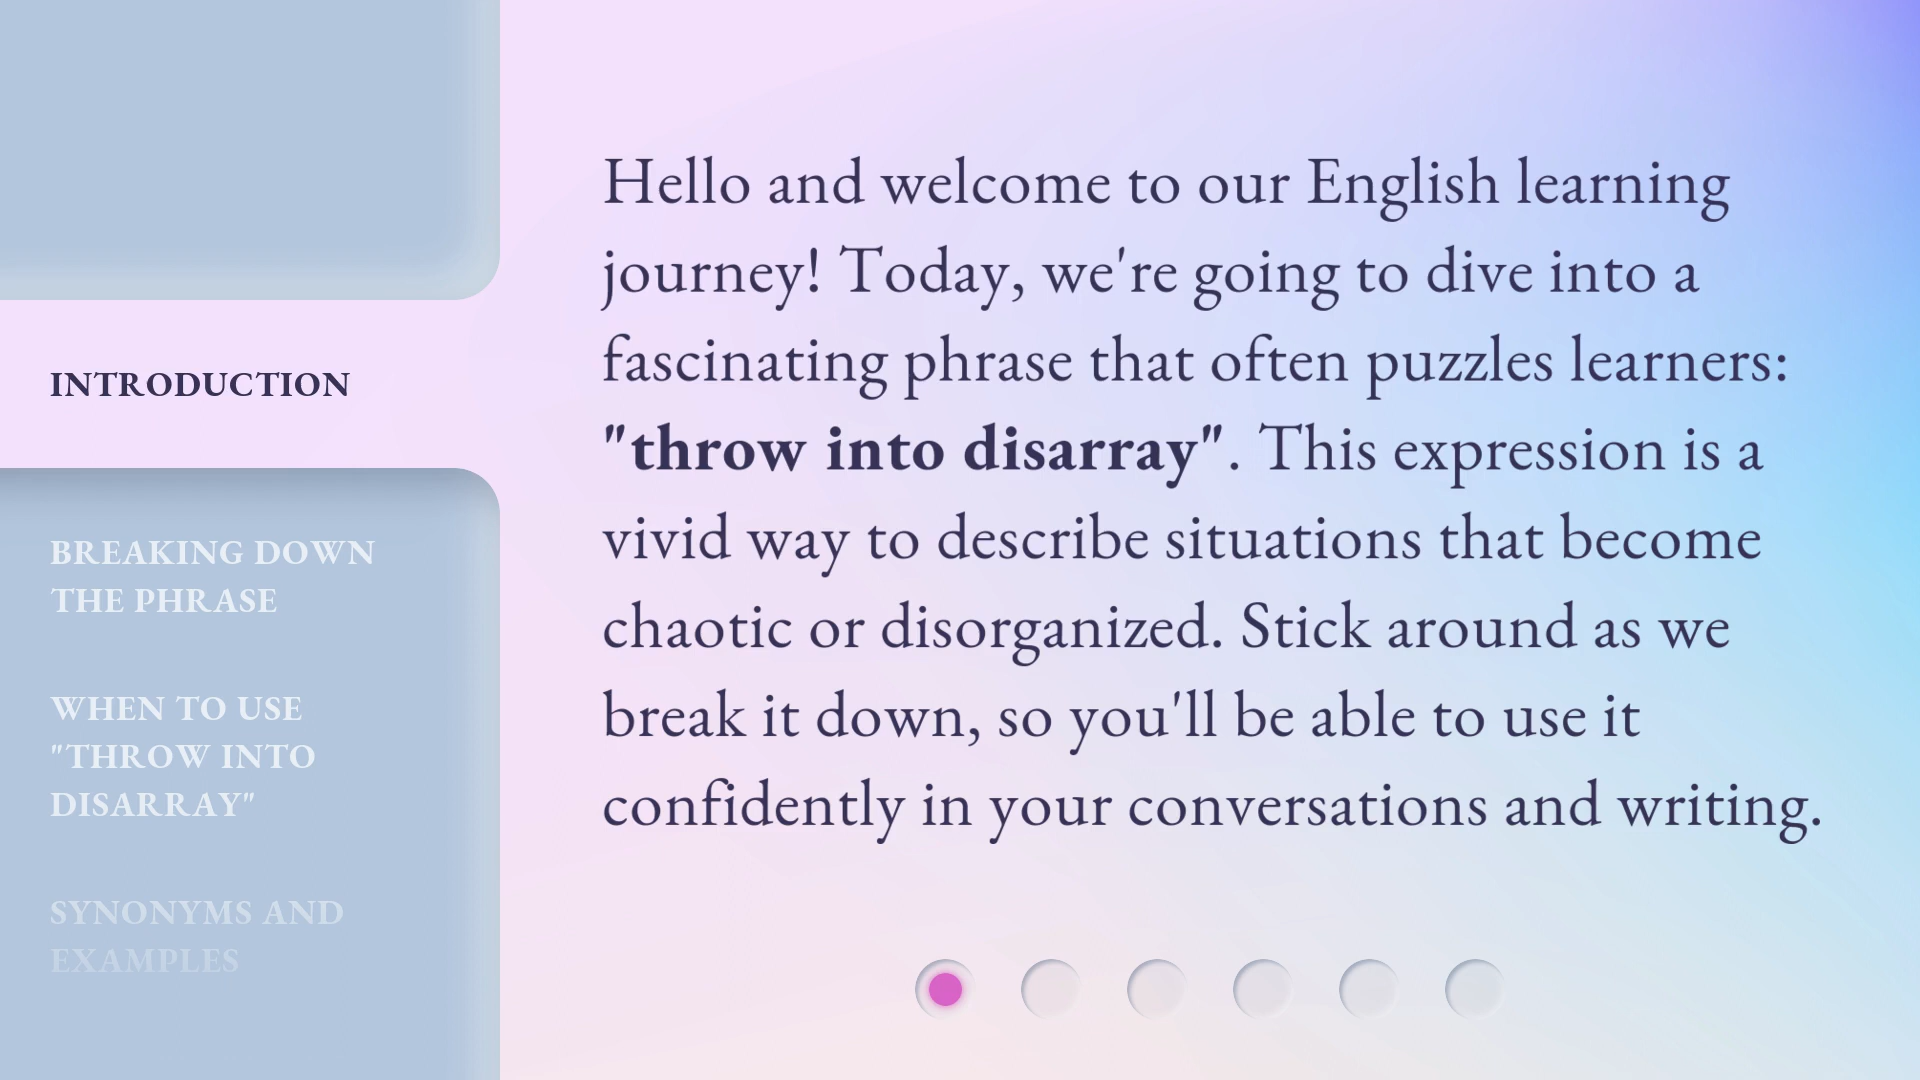 INTRODUCTION
BREAKING DOWN
THE PHRASE
WHEN TO USE
"THROW INTO
DISARRAY"
SYNONYMS AND
EXAMPLES
Hello and welcome to our English learning
journey! Today, we're going to dive into a
fascinating phrase that often puzzles learners:
"throw into disarray". This expression is a
vivid way to describe situations that become
chaotic or disorganized. Stick around as we
break it down, so you'll be able to use it
confidently in your conversations and writing.